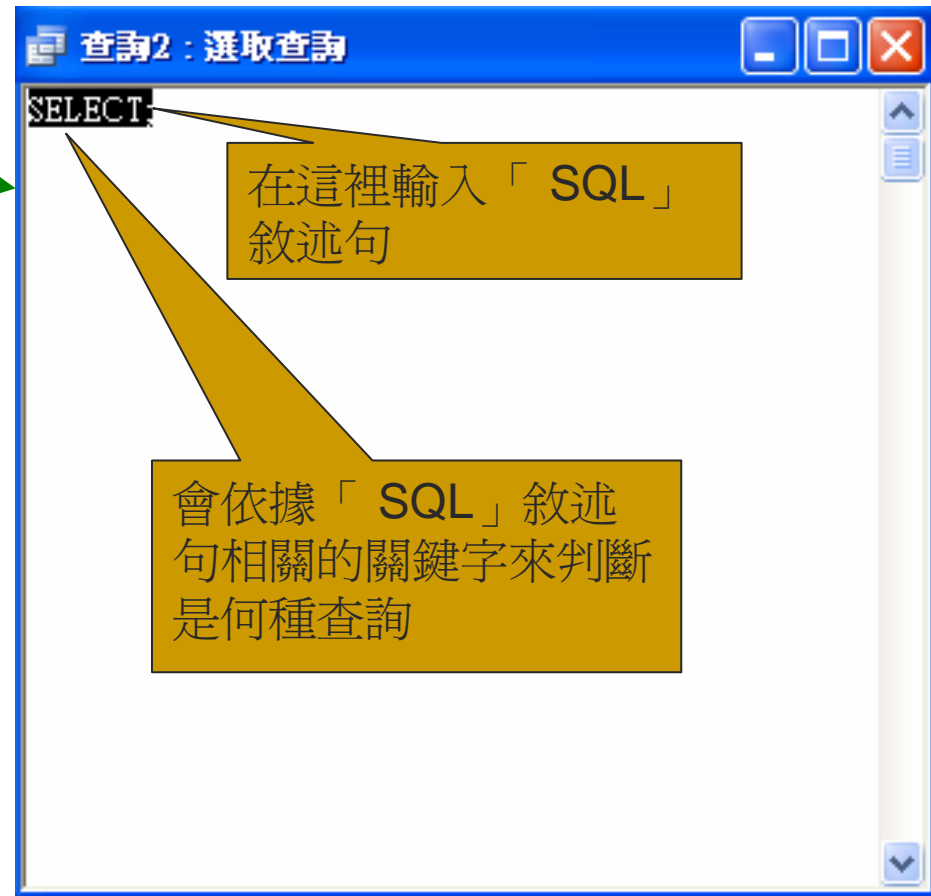 查詢2：選取查詢
SELECT;
在這裡輸入「 SQL」
敘述句
會依據「 SQL」敘述
句相關的關鍵字來判斷
是何種查詢